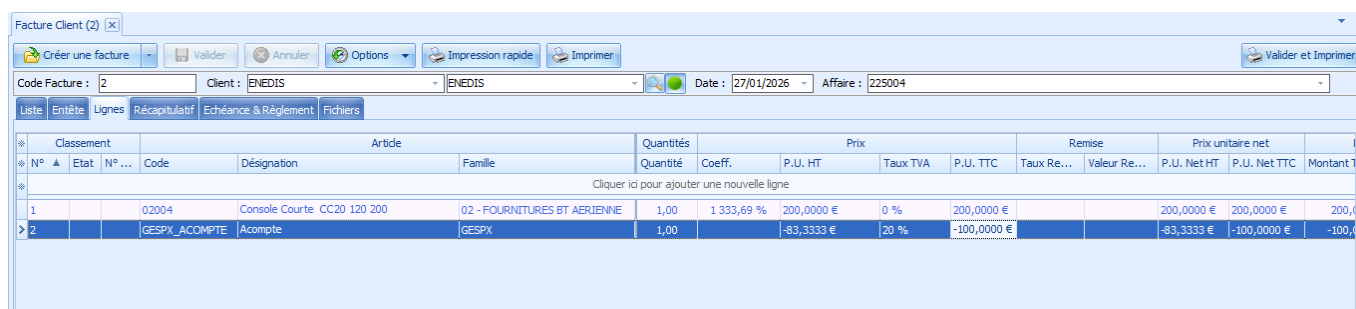 Facture Client (2)
Créer une facture Valider Annuler Options Impression rapide Imprimer Valider et Imprimer
Code Facture : 2 Client : ENEDIS ENEDIS Date : 27/01/2026 Affaire : 225004
Liste Entête Lignes Récapitulatif Echéance & Règlement Fichiers
Classement Article Quantités Prix Remise Prix unitaire net
N° Etat N° ... Code Désignation Famille Quantité Coeff. P.U. HT Taux TVA P.U. TTC Taux Re... Valeur Re... P.U. Net HT P.U. Net TTC Montant T
Cliquer ici pour ajouter une nouvelle ligne
1 02004 Console Courte CC20 120 200 02 - FOURNITURES BT AERIENNE 1,00 1 333,69 % 200,0000 € 0 % 200,0000 € 200,0000 € 200,0000 € 200,
2 GESPX_ACOMPTE Acompte GESPX 1,00 -83,3333 € 20 % -100,0000 € -83,3333 € -100,0000 € -100,